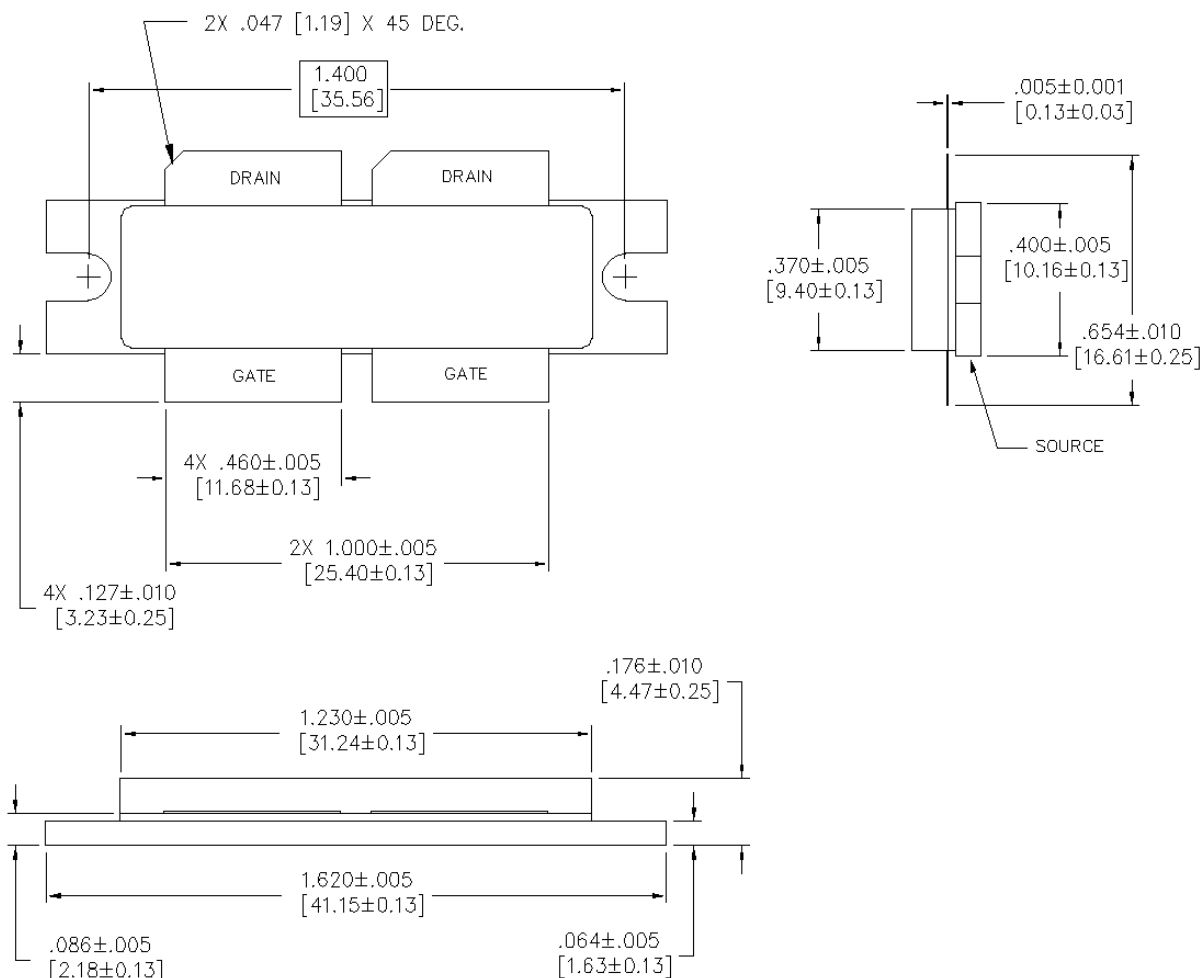 2X .047 [1.19] X 45 DEG.
1.400
[35.56]
DRAIN
DRAIN
GATE
GATE
4X .460±.005
[11.68±0.13]
2X 1.000±.005
[25.40±0.13]
4X .127±.010
[3.23±0.25]
.005±0.001
[0.13±0.03]
.370±.005
[9.40±0.13]
.400±.005
[10.16±0.13]
.654±.010
[16.61±0.25]
SOURCE
.176±.010
[4.47±0.25]
1.230±.005
[31.24±0.13]
1.620±.005
[41.15±0.13]
.086±.005
[2.18±0.13]
.064±.005
[1.63±0.13]